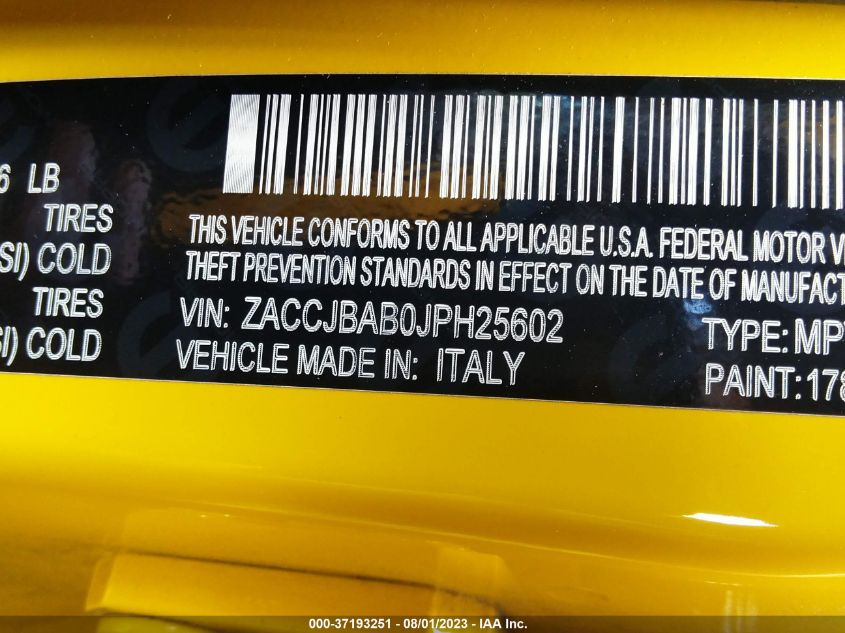 6 LB
TIRES
SI) COLD
TIRES
SI) COLD
THIS VEHICLE CONFORMS TO ALL APPLICABLE U.S.A. FEDERAL MOTOR V
THEFT PREVENTION STANDARDS IN EFFECT ON THE DATE OF MANUFACT
VIN: ZACCJBAB0JPH25602
TYPE: MP
VEHICLE MADE IN: ITALY
PAINT:178
000-37193251 - 08/01/2023 - IAA Inc.